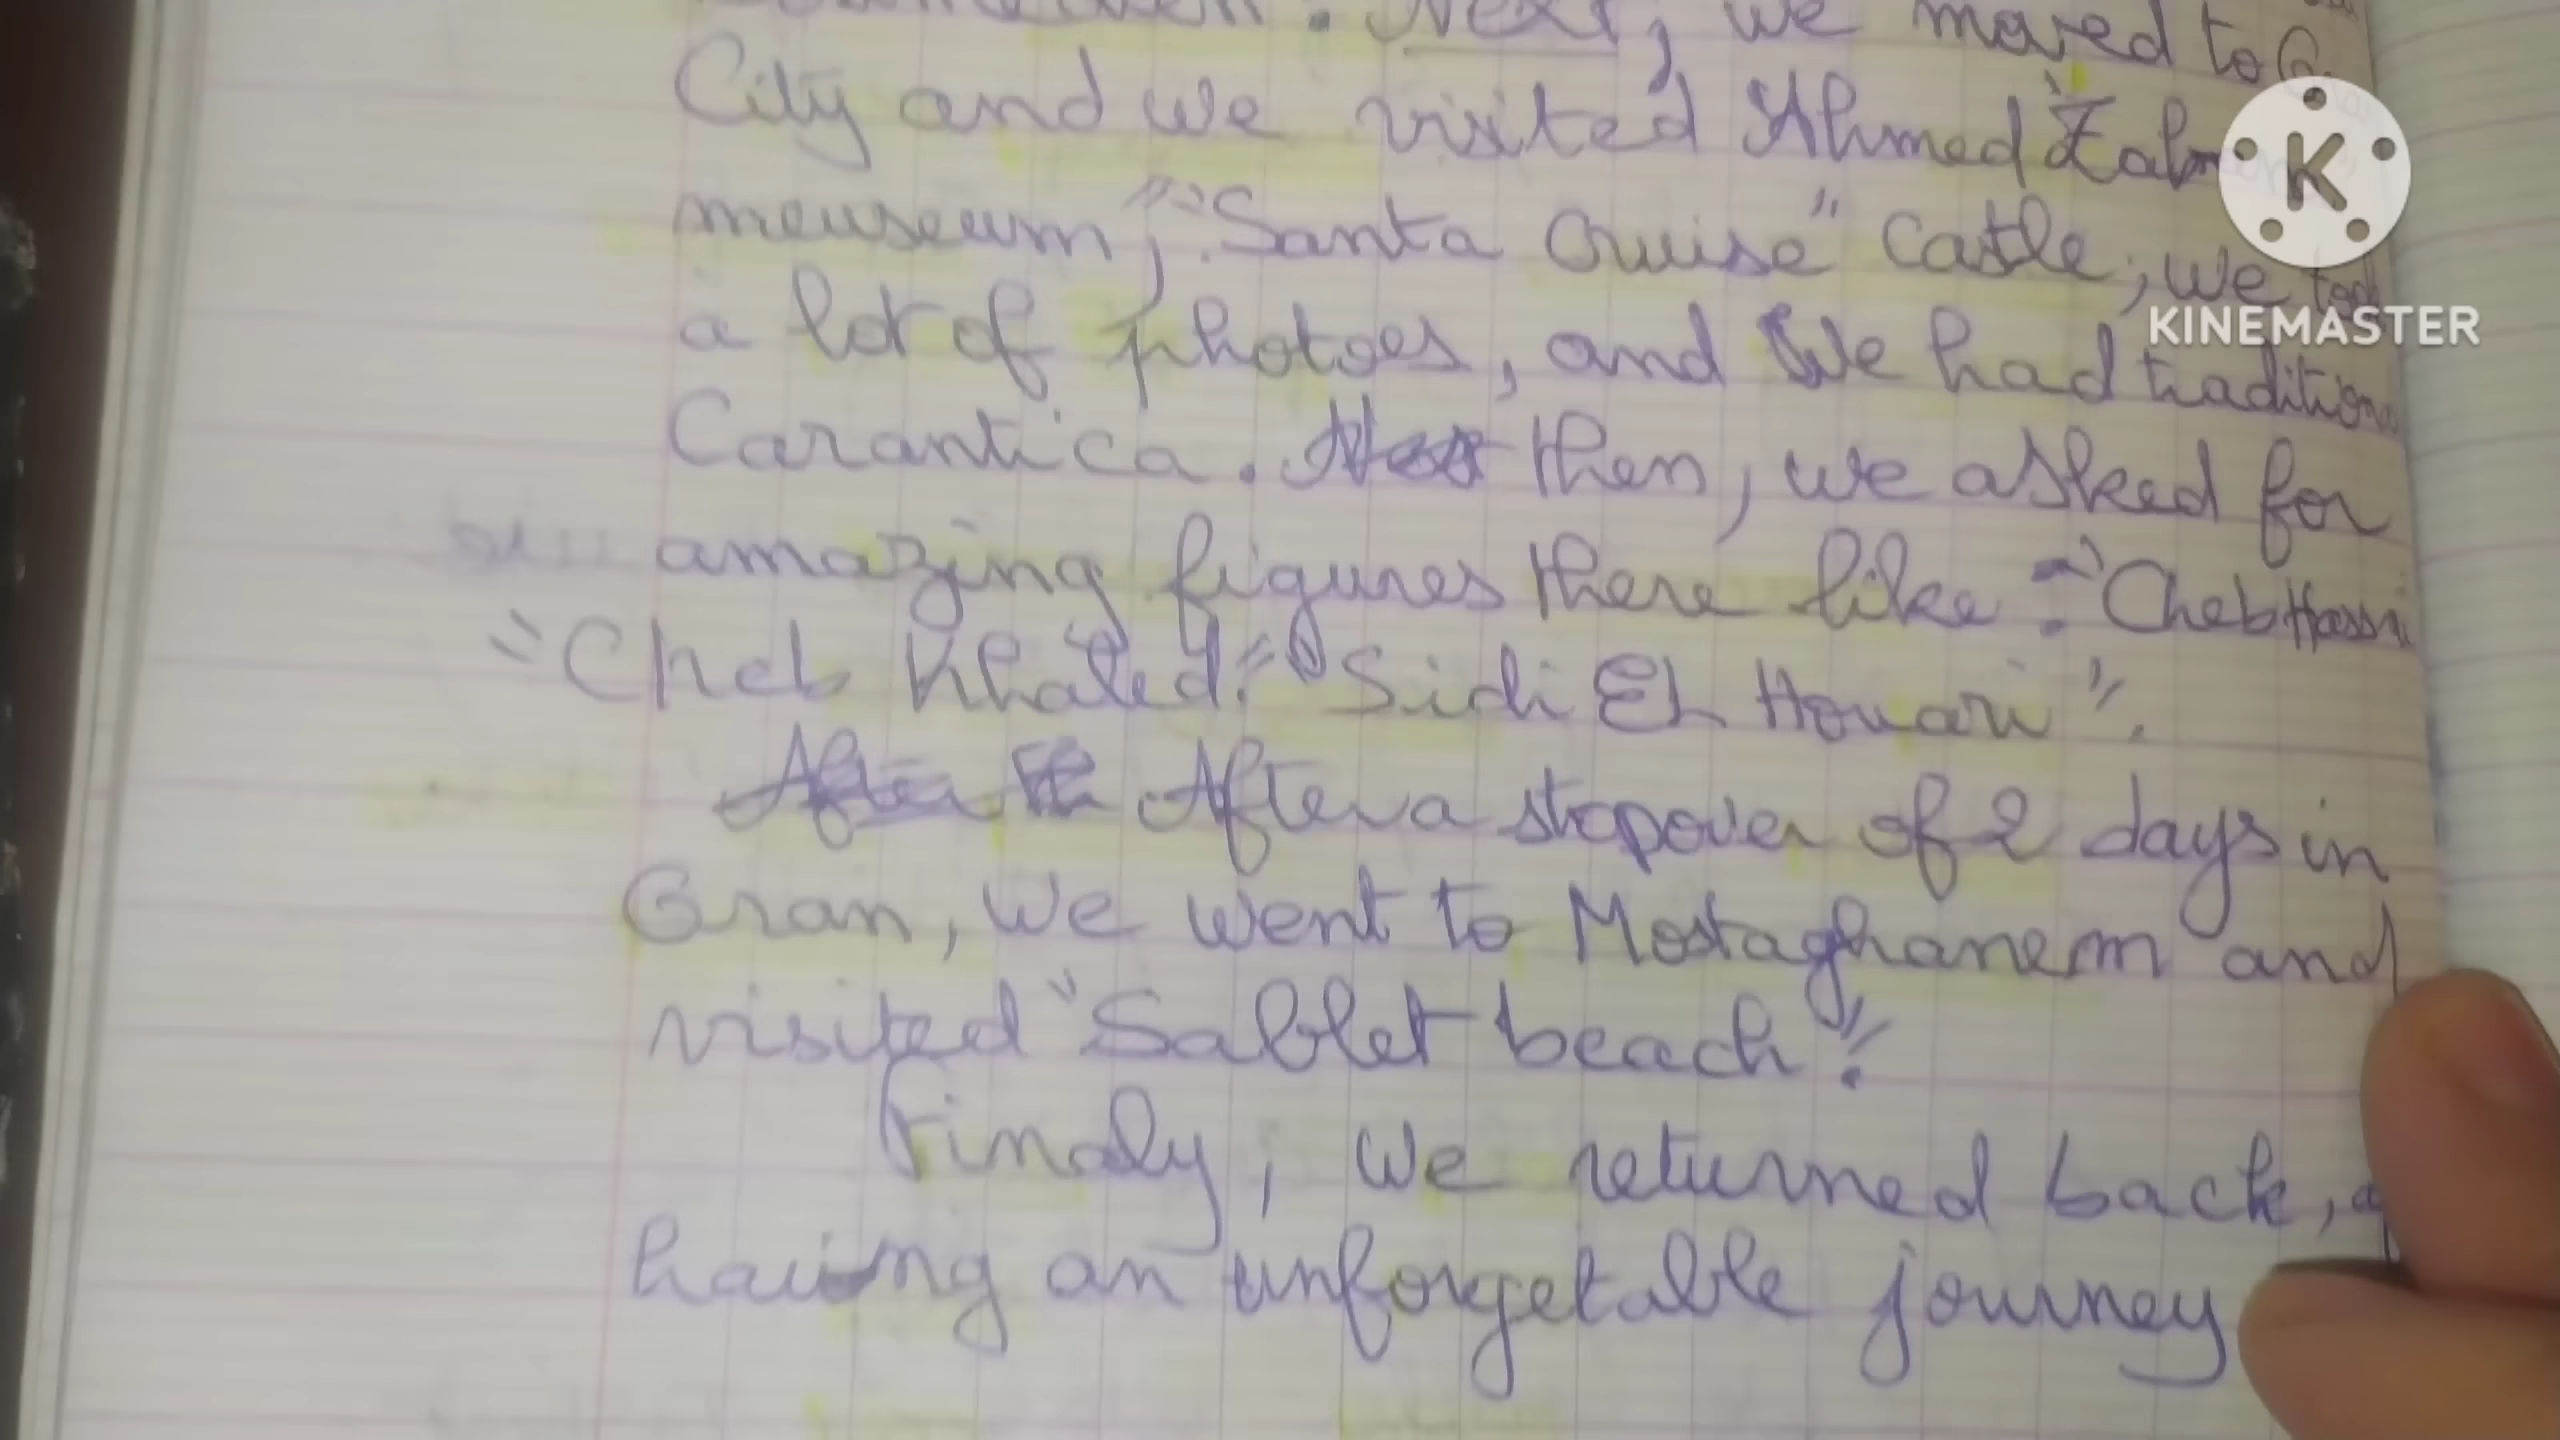 . Next, we moved to
City and we visited Ahmed
meuseum, "Santa Cruise" Castle, we
a lot of photoes, and We had tradition
Carantica. then, we asked for
amazing figures there like : "Cheb Hassni
"Cheb Khaled." "Sidi EL Houari".
After After a stopover of 2 days in
Oran, We went to Mostaghanem and
visited "Sablet beach".
Finaly, We returned back,
having an unforgetable journey
KINEMASTER